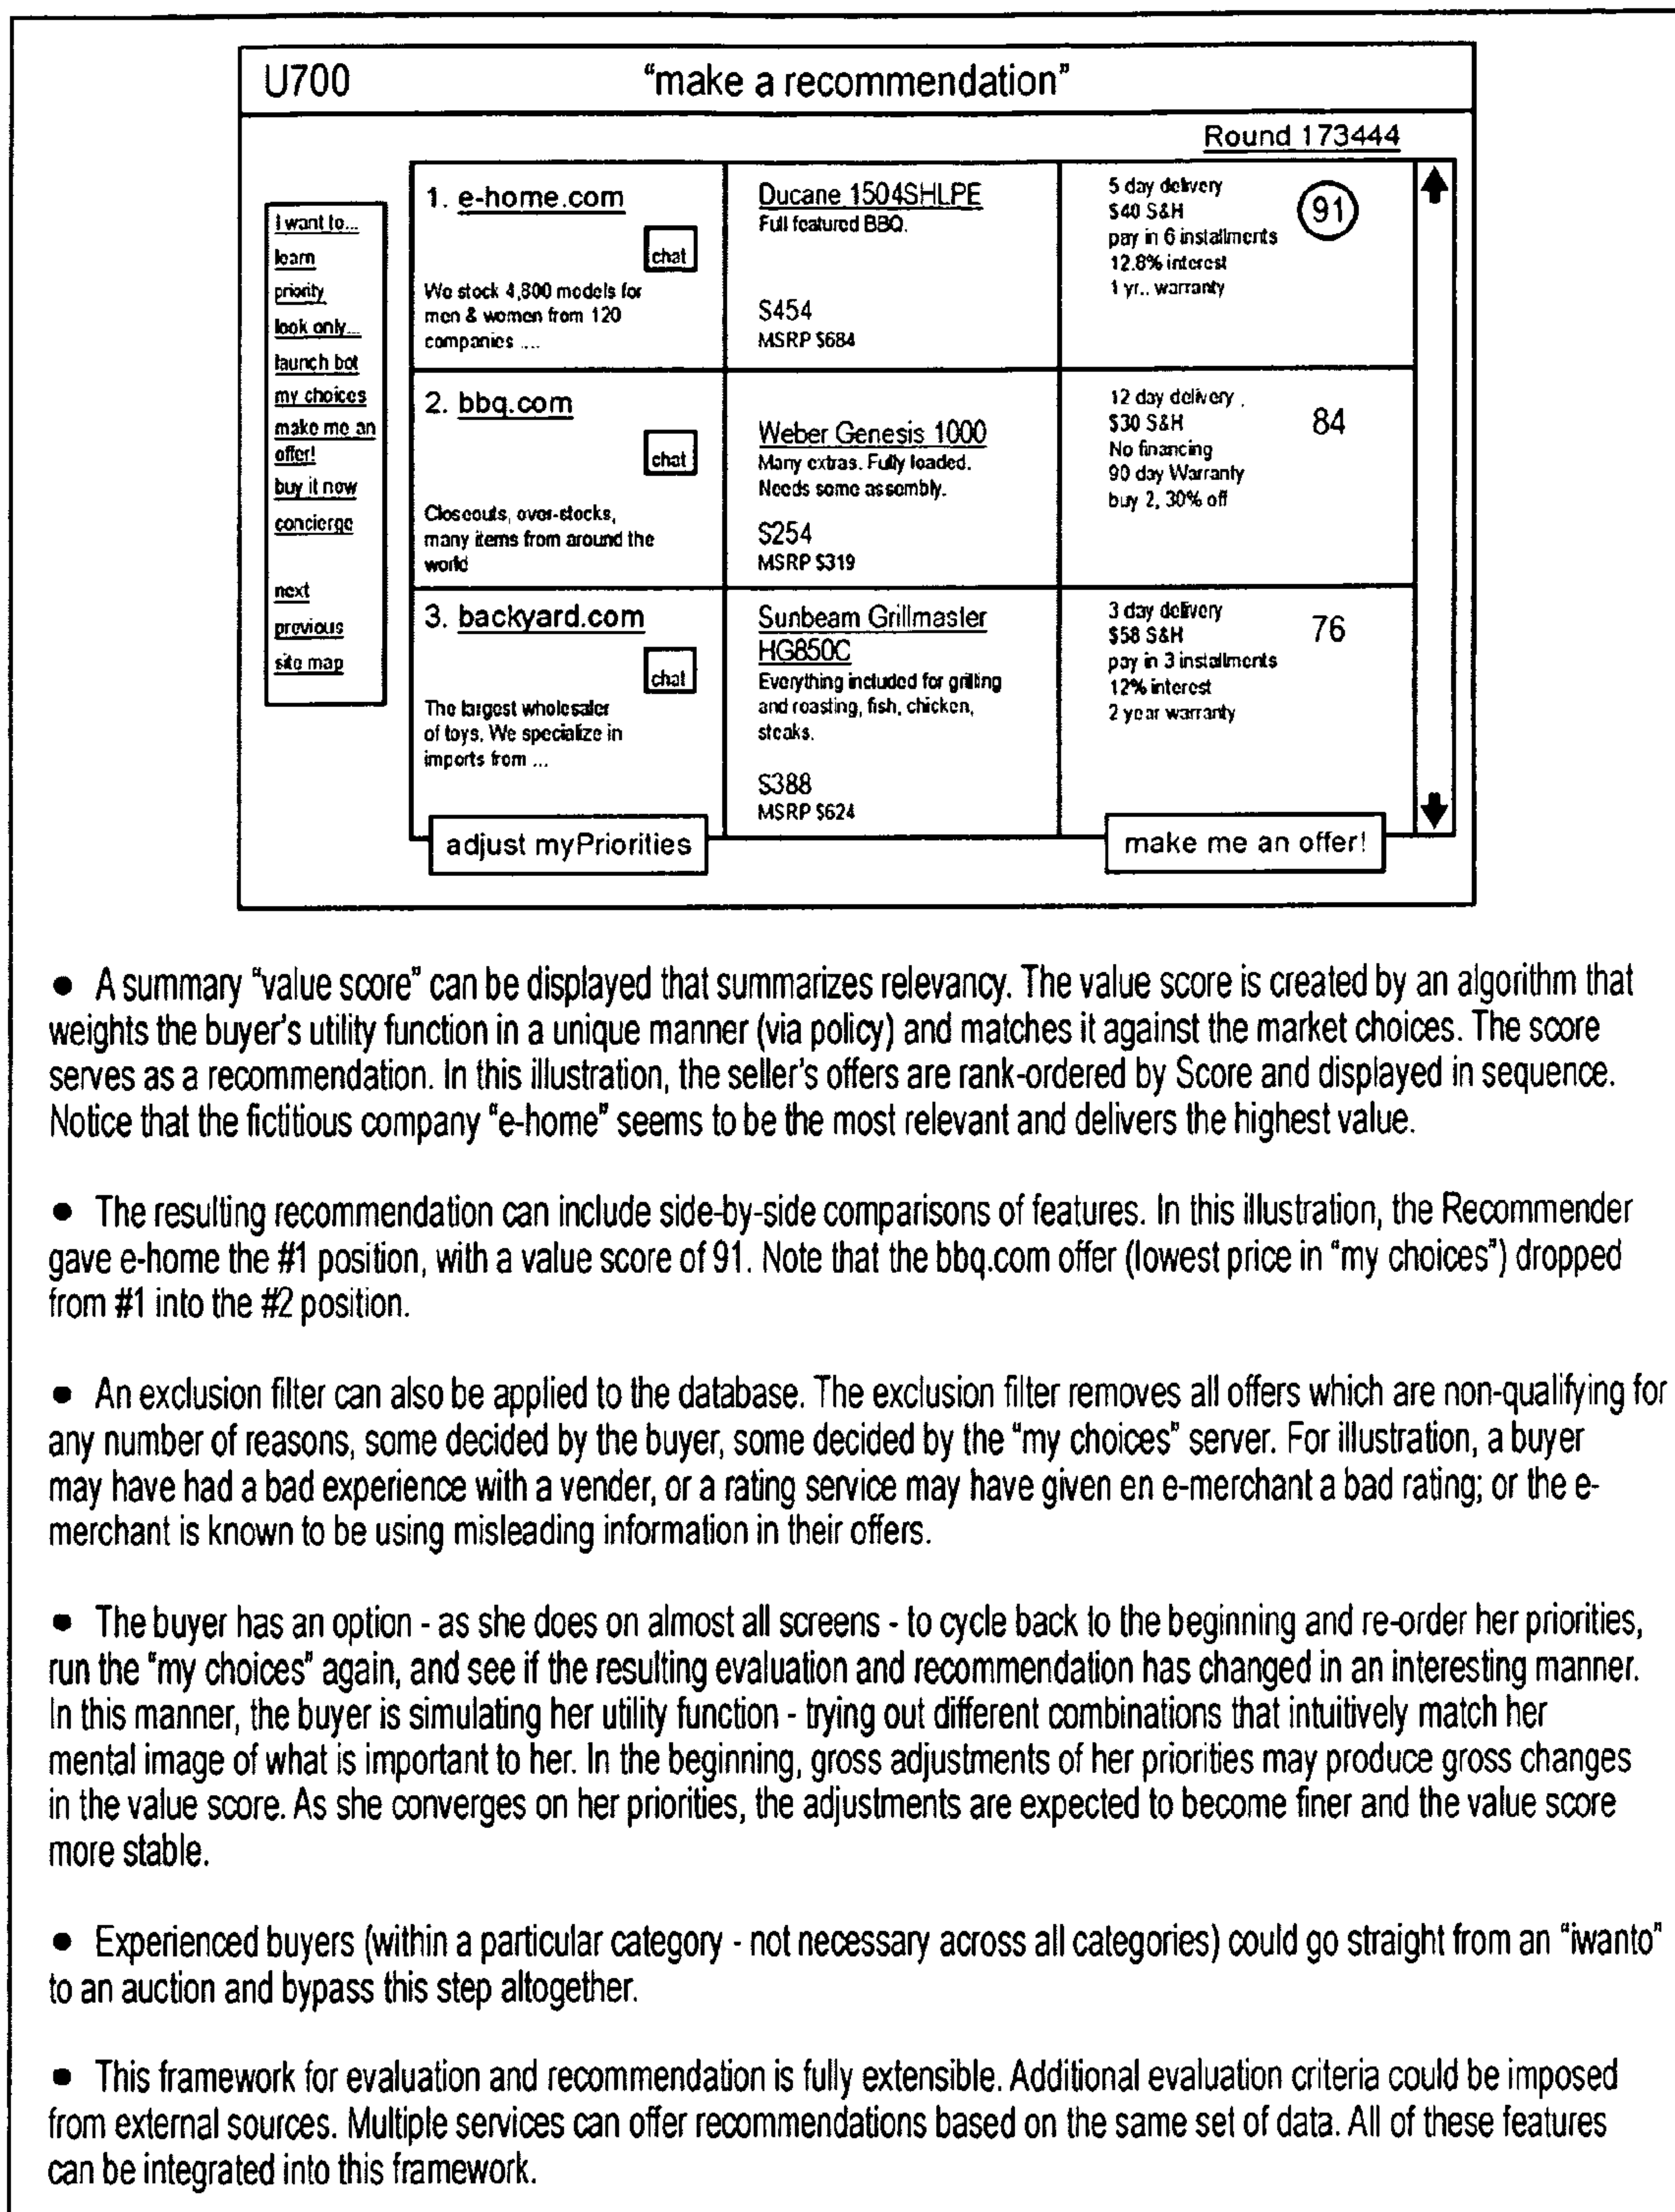 U700
"make a recommendation"
Round 173444
I want to...
learn
priority
look only...
launch bot
my choices
make me an
offer!
buy it now
concierge
next
previous
site map
1. e-home.com
chat
We stock 4,800 models for
men & women from 120
companies ....
Ducane 1504SHLPE
Full featured BBQ.
$454
MSRP $684
5 day delivery
$40 S&H
pay in 6 installments
12.8% interest
1 yr.. warranty
91
2. bbq.com
chat
Closeouts, over-stocks,
many items from around the
world
Weber Genesis 1000
Many extras. Fully loaded.
Needs some assembly.
$254
MSRP $319
12 day delivery .
$30 S&H
No financing
90 day Warranty
buy 2, 30% off
84
3. backyard.com
chat
The largest wholesaler
of toys. We specialize in
imports from ...
Sunbeam Grillmaster
HG850C
Everything included for grilling
and roasting, fish, chicken,
steaks.
$388
MSRP $624
3 day delivery
$58 S&H
pay in 3 installments
12% interest
2 year warranty
76
adjust myPriorities
make me an offer!
• A summary "value score" can be displayed that summarizes relevancy. The value score is created by an algorithm that
weights the buyer's utility function in a unique manner (via policy) and matches it against the market choices. The score
serves as a recommendation. In this illustration, the seller's offers are rank-ordered by Score and displayed in sequence.
Notice that the fictitious company "e-home" seems to be the most relevant and delivers the highest value.
• The resulting recommendation can include side-by-side comparisons of features. In this illustration, the Recommender
gave e-home the #1 position, with a value score of 91. Note that the bbq.com offer (lowest price in "my choices") dropped
from #1 into the #2 position.
• An exclusion filter can also be applied to the database. The exclusion filter removes all offers which are non-qualifying for
any number of reasons, some decided by the buyer, some decided by the "my choices" server. For illustration, a buyer
may have had a bad experience with a vender, or a rating service may have given en e-merchant a bad rating; or the e-
merchant is known to be using misleading information in their offers.
• The buyer has an option - as she does on almost all screens - to cycle back to the beginning and re-order her priorities,
run the "my choices" again, and see if the resulting evaluation and recommendation has changed in an interesting manner.
In this manner, the buyer is simulating her utility function - trying out different combinations that intuitively match her
mental image of what is important to her. In the beginning, gross adjustments of her priorities may produce gross changes
in the value score. As she converges on her priorities, the adjustments are expected to become finer and the value score
more stable.
• Experienced buyers (within a particular category - not necessary across all categories) could go straight from an "iwanto"
to an auction and bypass this step altogether.
• This framework for evaluation and recommendation is fully extensible. Additional evaluation criteria could be imposed
from external sources. Multiple services can offer recommendations based on the same set of data. All of these features
can be integrated into this framework.